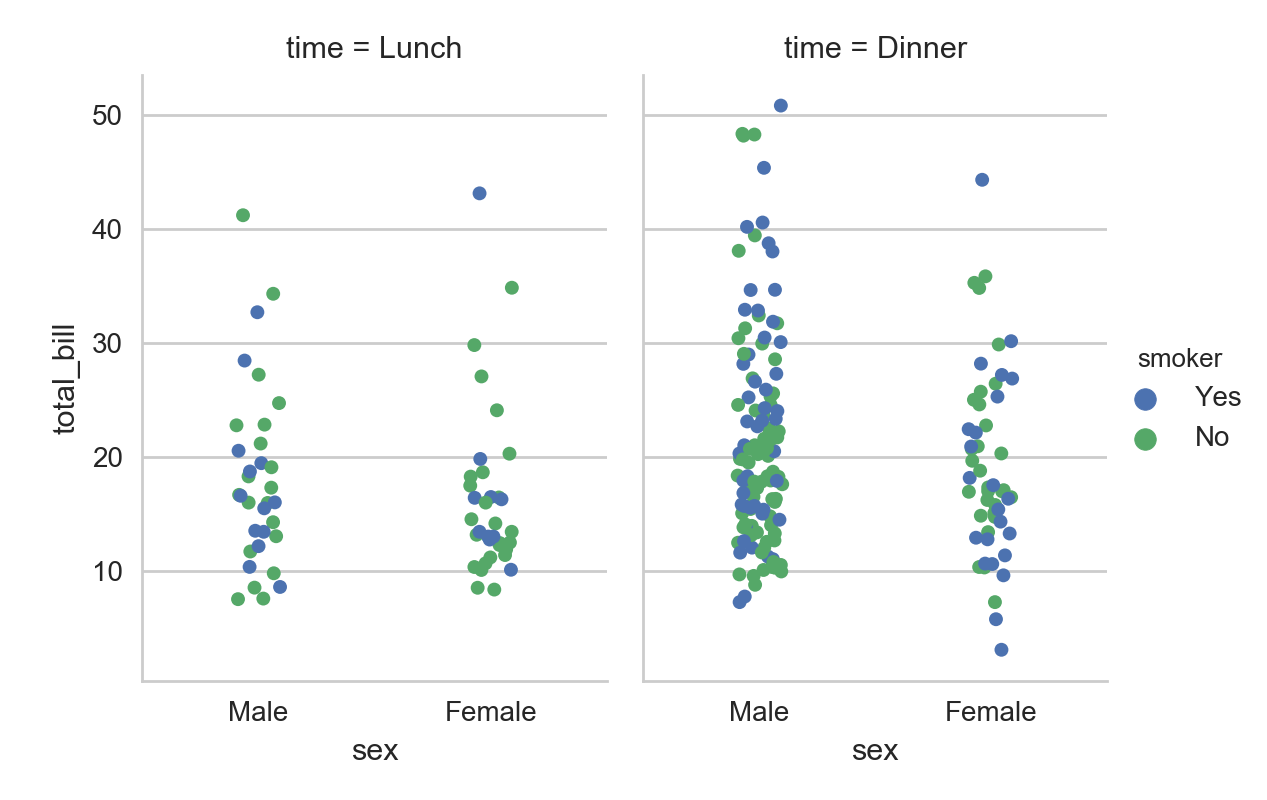 time = Lunch
time = Dinner
50
40
30
20
10
total_bill
Male
Female
Male
Female
sex
sex
smoker
Yes
No